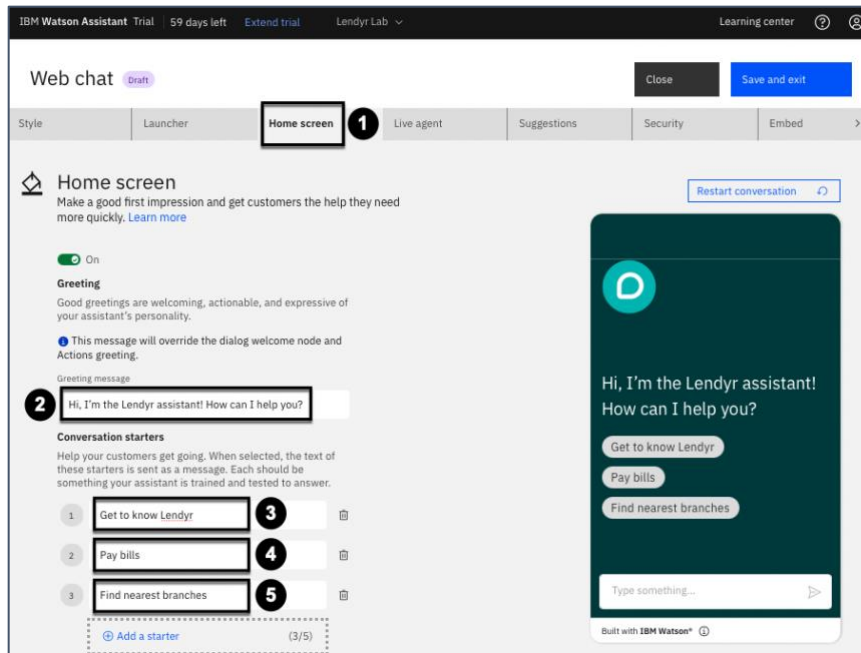 IBM Watson Assistant Trial 59 days left Extend trial Lendyr Lab Learning center
Web chat Draft Close Save and exit
Style Launcher Home screen 1 Live agent Suggestions Security Embed
Home screen
Make a good first impression and get customers the help they need
more quickly. Learn more
Restart conversation
On
Greeting
Good greetings are welcoming, actionable, and expressive of
your assistant's personality.
This message will override the dialog welcome node and
Actions greeting.
Greeting message
2 Hi, I'm the Lendyr assistant! How can I help you?
Conversation starters
Help your customers get going. When selected, the text of
these starters is sent as a message. Each should be
something your assistant is trained and tested to answer.
1 Get to know Lendyr 3
2 Pay bills 4
3 Find nearest branches 5
Add a starter (3/5)
Hi, I'm the Lendyr assistant!
How can I help you?
Get to know Lendyr
Pay bills
Find nearest branches
Type something...
Built with IBM Watson®